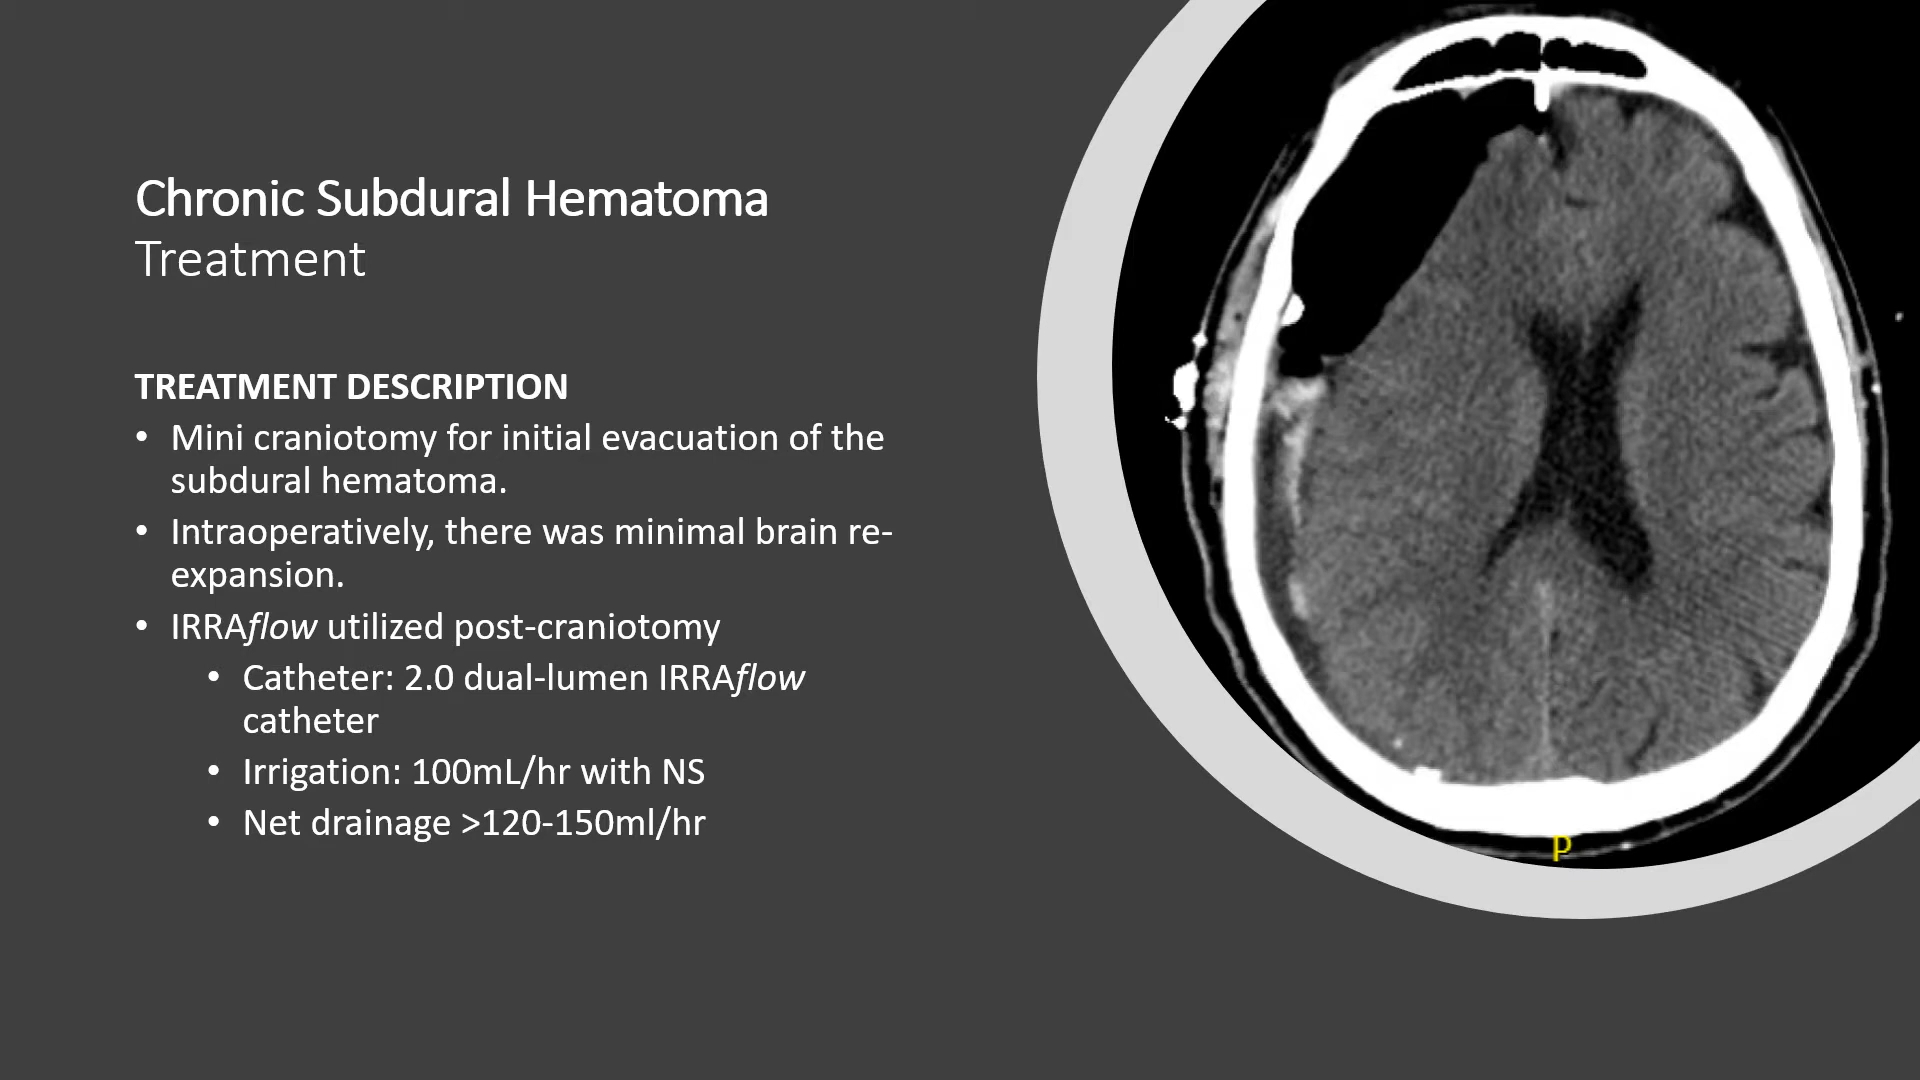 Chronic Subdural Hematoma
Treatment
TREATMENT DESCRIPTION
• Mini craniotomy for initial evacuation of the
subdural hematoma.
• Intraoperatively, there was minimal brain re-
expansion.
• IRRAflow utilized post-craniotomy
• Catheter: 2.0 dual-lumen IRRAflow
catheter
• Irrigation: 100mL/hr with NS
• Net drainage >120-150ml/hr
P